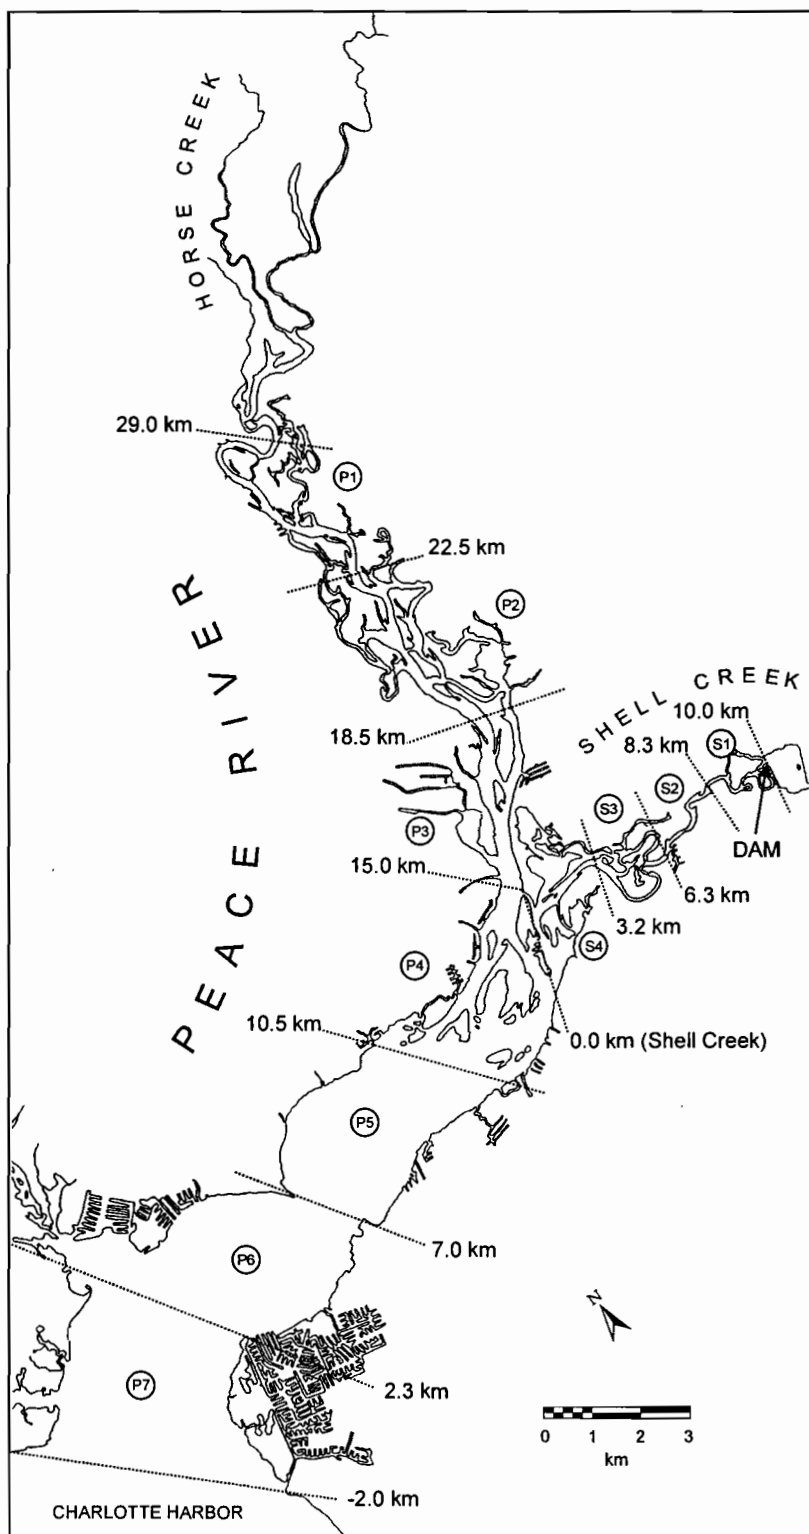 HORSE CREEK
29.0 km
P1
22.5 km
PEACE RIVER
P2
SHELL CREEK
18.5 km
10.0 km
8.3 km
S1
S2
S3
P3
DAM
15.0 km
6.3 km
3.2 km
S4
P4
10.5 km
0.0 km (Shell Creek)
P5
7.0 km
P6
N
P7
2.3 km
0 1 2 3
km
-2.0 km
CHARLOTTE HARBOR